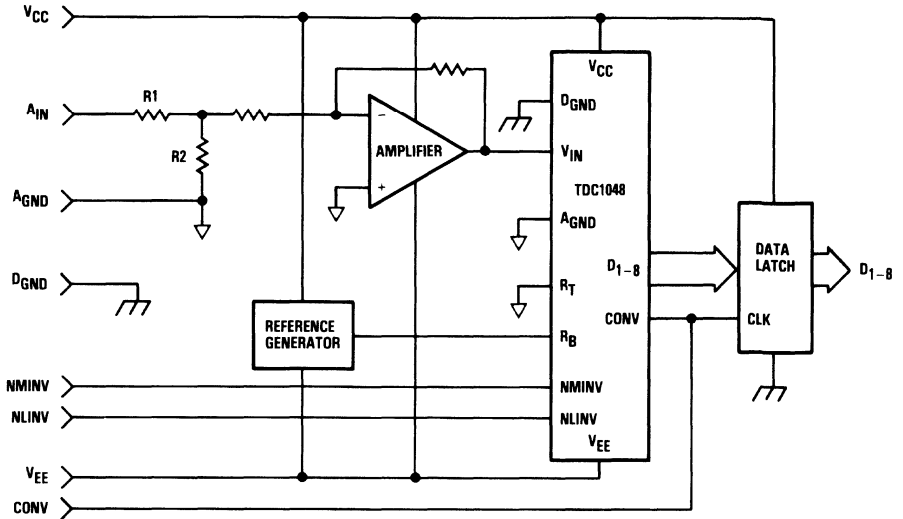 VCC
AIN
R1
R2
AGND
DGND
AMPLIFIER
−
+
REFERENCE
GENERATOR
NMINV
NLINV
VEE
CONV
VCC
DGND
VIN
TDC1048
AGND
D1–8
RT
CONV
RB
NMINV
NLINV
VEE
DATA
LATCH
CLK
D1–8